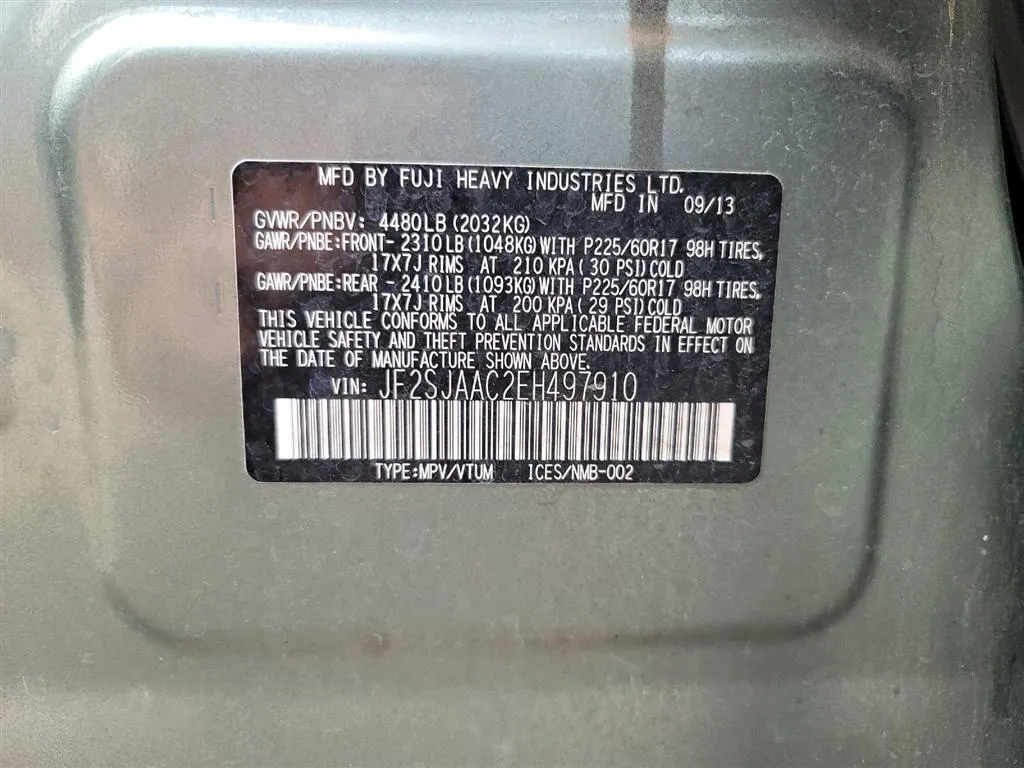 MFD BY FUJI HEAVY INDUSTRIES LTD.
MFD IN 09/13
GVWR/PNBV: 4480LB (2032KG)
GAWR/PNBE:FRONT- 2310LB (1048KG) WITH P225/60R17 98H TIRES,
17X7J RIMS AT 210 KPA ( 30 PSI) COLD
GAWR/PNBE:REAR - 2410LB (1093KG) WITH P225/60R17 98H TIRES,
17X7J RIMS AT 200 KPA ( 29 PSI) COLD
THIS VEHICLE CONFORMS TO ALL APPLICABLE FEDERAL MOTOR
VEHICLE SAFETY AND THEFT PREVENTION STANDARDS IN EFFECT ON
THE DATE OF MANUFACTURE SHOWN ABOVE.
VIN: JF2SJAAC2EH497910
TYPE:MPV/VTUM ICES/NMB-002